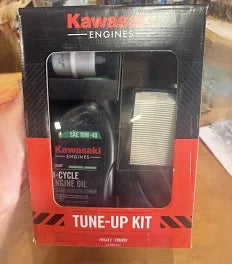 Kawasaki
ENGINES
SAE 10W-40
Kawasaki
ENGINES
4-CYCLE
ENGINE OIL
TUNE-UP KIT